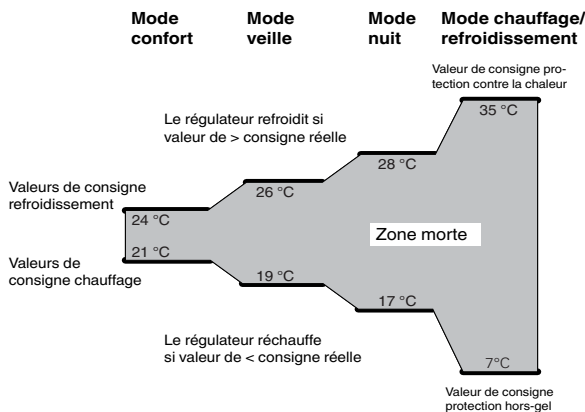 Mode confort
Mode veille
Mode nuit
Mode chauffage/
refroidissement
Valeur de consigne pro-
tection contre la chaleur
35 °C
Le régulateur refroidit si
valeur de > consigne réelle
28 °C
26 °C
Valeurs de consigne
refroidissement
24 °C
Zone morte
21 °C
Valeurs de
consigne chauffage
19 °C
17 °C
Le régulateur réchauffe
si valeur de < consigne réelle
7°C
Valeur de consigne
protection hors-gel